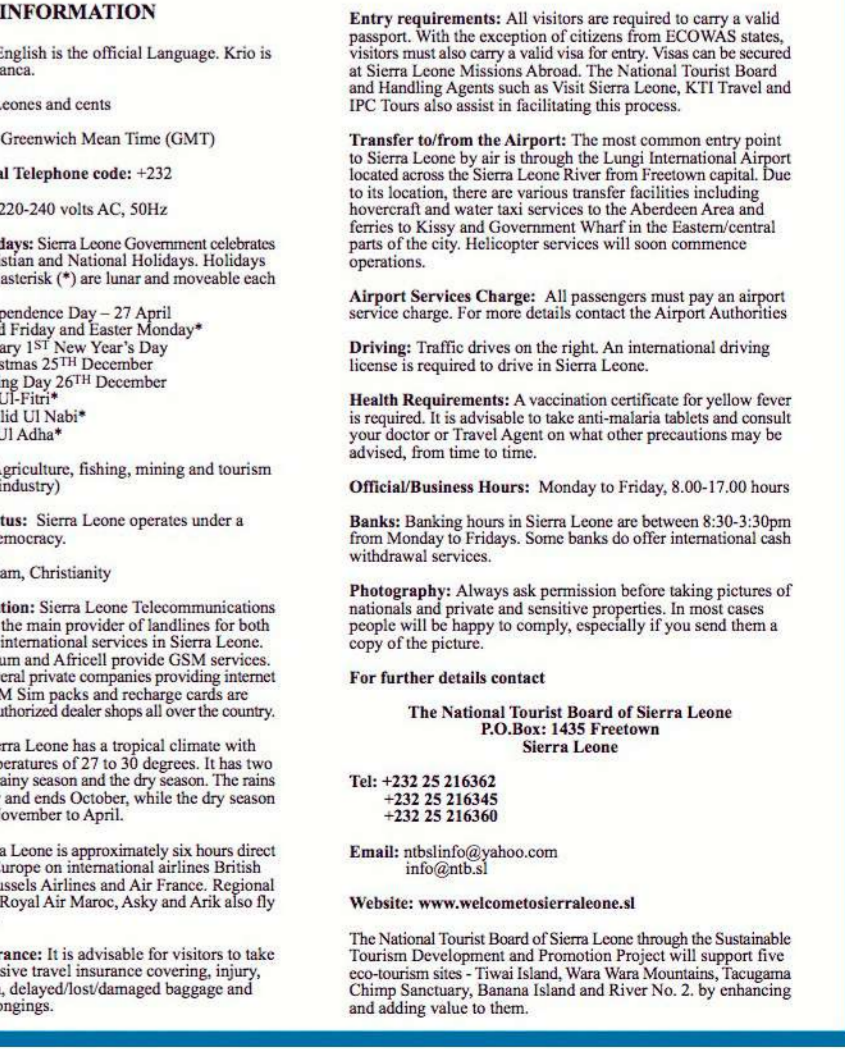 INFORMATION
English is the official Language. Krio is
anca.
eones and cents
Greenwich Mean Time (GMT)
al Telephone code: +232
220-240 volts AC, 50Hz
days: Sierra Leone Government celebrates
stian and National Holidays. Holidays
asterisk (*) are lunar and moveable each
pendence Day – 27 April
d Friday and Easter Monday*
ary 1ST New Year's Day
stmas 25TH December
ng Day 26TH December
Ul-Fitri*
lid Ul Nabi*
Ul Adha*
Agriculture, fishing, mining and tourism
industry)
tus: Sierra Leone operates under a
emocracy.
am, Christianity
tion: Sierra Leone Telecommunications
the main provider of landlines for both
international services in Sierra Leone.
um and Africell provide GSM services.
eral private companies providing internet
M Sim packs and recharge cards are
uthorized dealer shops all over the country.
erra Leone has a tropical climate with
peratures of 27 to 30 degrees. It has two
ainy season and the dry season. The rains
and ends October, while the dry season
November to April.
a Leone is approximately six hours direct
Europe on international airlines British
ussels Airlines and Air France. Regional
Royal Air Maroc, Asky and Arik also fly
rance: It is advisable for visitors to take
sive travel insurance covering, injury,
, delayed/lost/damaged baggage and
ongings.
Entry requirements: All visitors are required to carry a valid
passport. With the exception of citizens from ECOWAS states,
visitors must also carry a valid visa for entry. Visas can be secured
at Sierra Leone Missions Abroad. The National Tourist Board
and Handling Agents such as Visit Sierra Leone, KTI Travel and
IPC Tours also assist in facilitating this process.
Transfer to/from the Airport: The most common entry point
to Sierra Leone by air is through the Lungi International Airport
located across the Sierra Leone River from Freetown capital. Due
to its location, there are various transfer facilities including
hovercraft and water taxi services to the Aberdeen Area and
ferries to Kissy and Government Wharf in the Eastern/central
parts of the city. Helicopter services will soon commence
operations.
Airport Services Charge: All passengers must pay an airport
service charge. For more details contact the Airport Authorities
Driving: Traffic drives on the right. An international driving
license is required to drive in Sierra Leone.
Health Requirements: A vaccination certificate for yellow fever
is required. It is advisable to take anti-malaria tablets and consult
your doctor or Travel Agent on what other precautions may be
advised, from time to time.
Official/Business Hours: Monday to Friday, 8.00-17.00 hours
Banks: Banking hours in Sierra Leone are between 8:30-3:30pm
from Monday to Fridays. Some banks do offer international cash
withdrawal services.
Photography: Always ask permission before taking pictures of
nationals and private and sensitive properties. In most cases
people will be happy to comply, especially if you send them a
copy of the picture.
For further details contact
The National Tourist Board of Sierra Leone
P.O.Box: 1435 Freetown
Sierra Leone
Tel: +232 25 216362
+232 25 216345
+232 25 216360
Email: ntbslinfo@yahoo.com
info@ntb.sl
Website: www.welcometosierraleone.sl
The National Tourist Board of Sierra Leone through the Sustainable
Tourism Development and Promotion Project will support five
eco-tourism sites - Tiwai Island, Wara Wara Mountains, Tacugama
Chimp Sanctuary, Banana Island and River No. 2. by enhancing
and adding value to them.